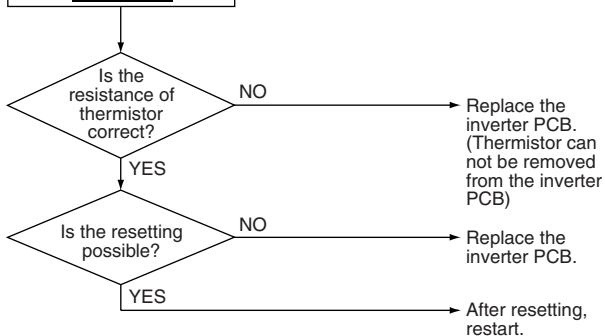 Is the
resistance of
thermistor
correct?
NO
Replace the
inverter PCB.
(Thermistor can
not be removed
from the inverter
PCB)
YES
Is the resetting
possible?
NO
Replace the
inverter PCB.
YES
After resetting,
restart.